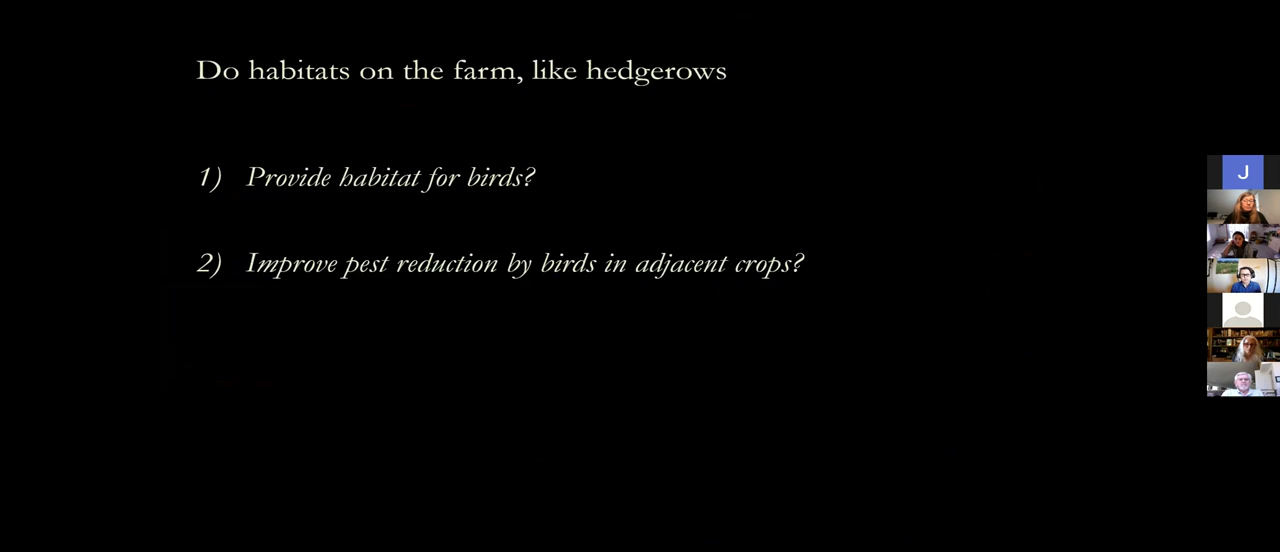 Do habitats on the farm, like hedgerows
1) Provide habitat for birds?
J
2) Improve pest reduction by birds in adjacent crops?